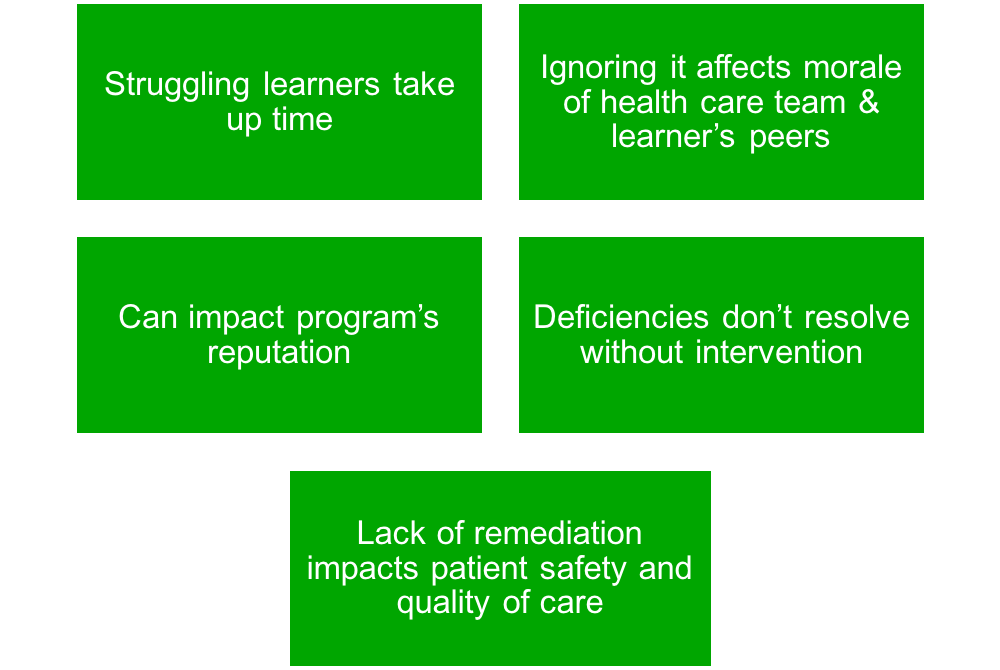 Struggling learners take
up time
Ignoring it affects morale
of health care team &
learner’s peers
Can impact program’s
reputation
Deficiencies don’t resolve
without intervention
Lack of remediation
impacts patient safety and
quality of care